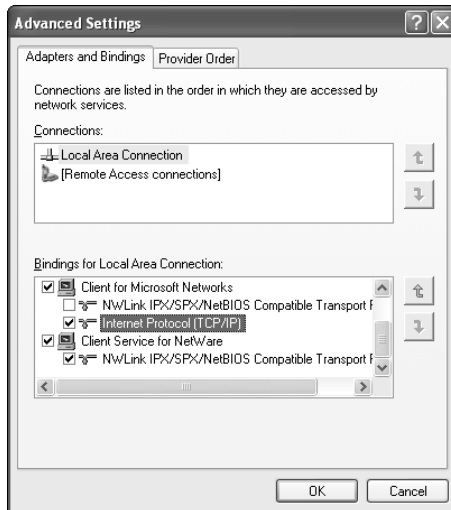 Advanced Settings
Adapters and Bindings Provider Order
Connections are listed in the order in which they are accessed by
network services.
Connections:
Local Area Connection
[Remote Access connections]
Bindings for Local Area Connection:
Client for Microsoft Networks
NWLink IPX/SPX/NetBIOS Compatible Transport F
Internet Protocol (TCP/IP)
Client Service for NetWare
NWLink IPX/SPX/NetBIOS Compatible Transport F
OK Cancel